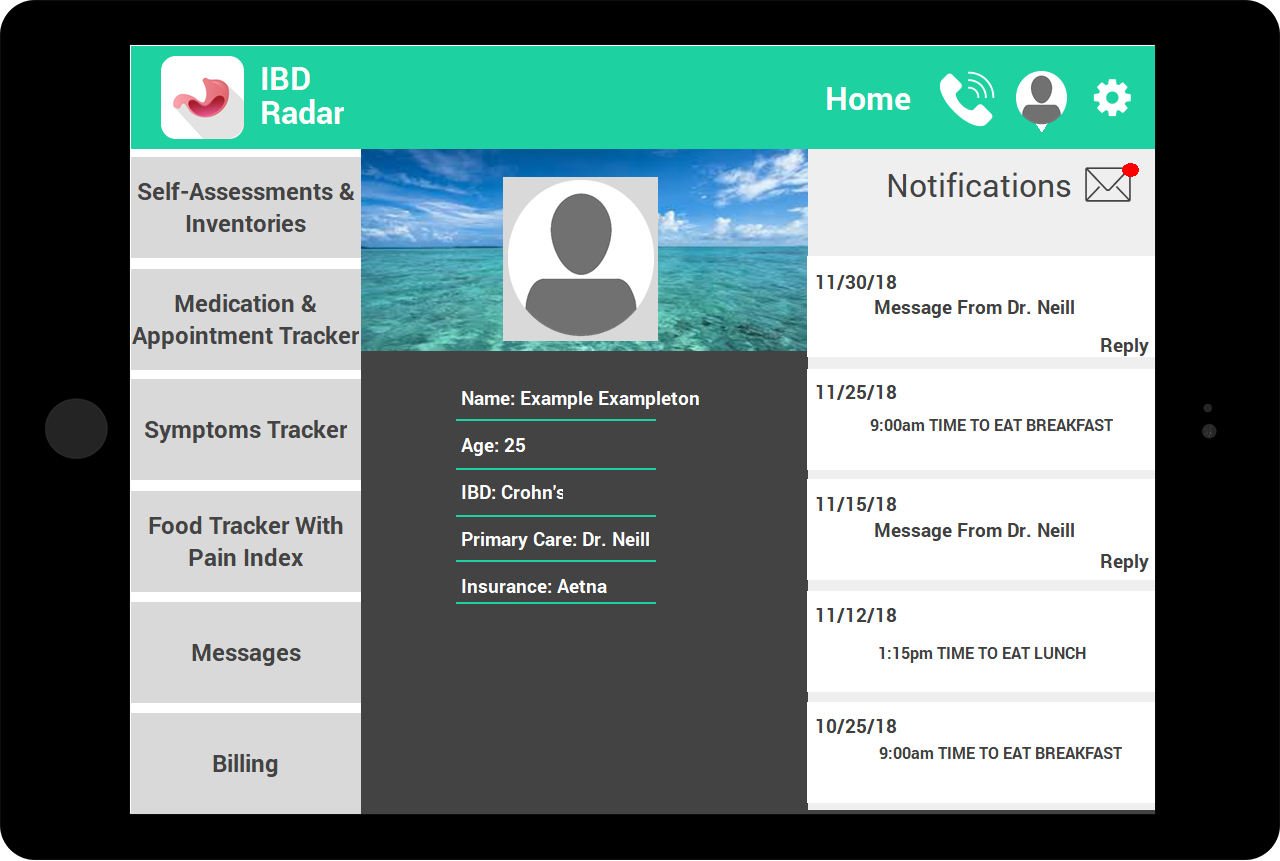 IBD
Radar
Home
Self-Assessments &
Inventories
Medication &
Appointment Tracker
Symptoms Tracker
Food Tracker With
Pain Index
Messages
Billing
Name: Example Exampleton
Age: 25
IBD: Crohn's
Primary Care: Dr. Neill
Insurance: Aetna
Notifications
11/30/18
Message From Dr. Neill
Reply
11/25/18
9:00am TIME TO EAT BREAKFAST
11/15/18
Message From Dr. Neill
Reply
11/12/18
1:15pm TIME TO EAT LUNCH
10/25/18
9:00am TIME TO EAT BREAKFAST